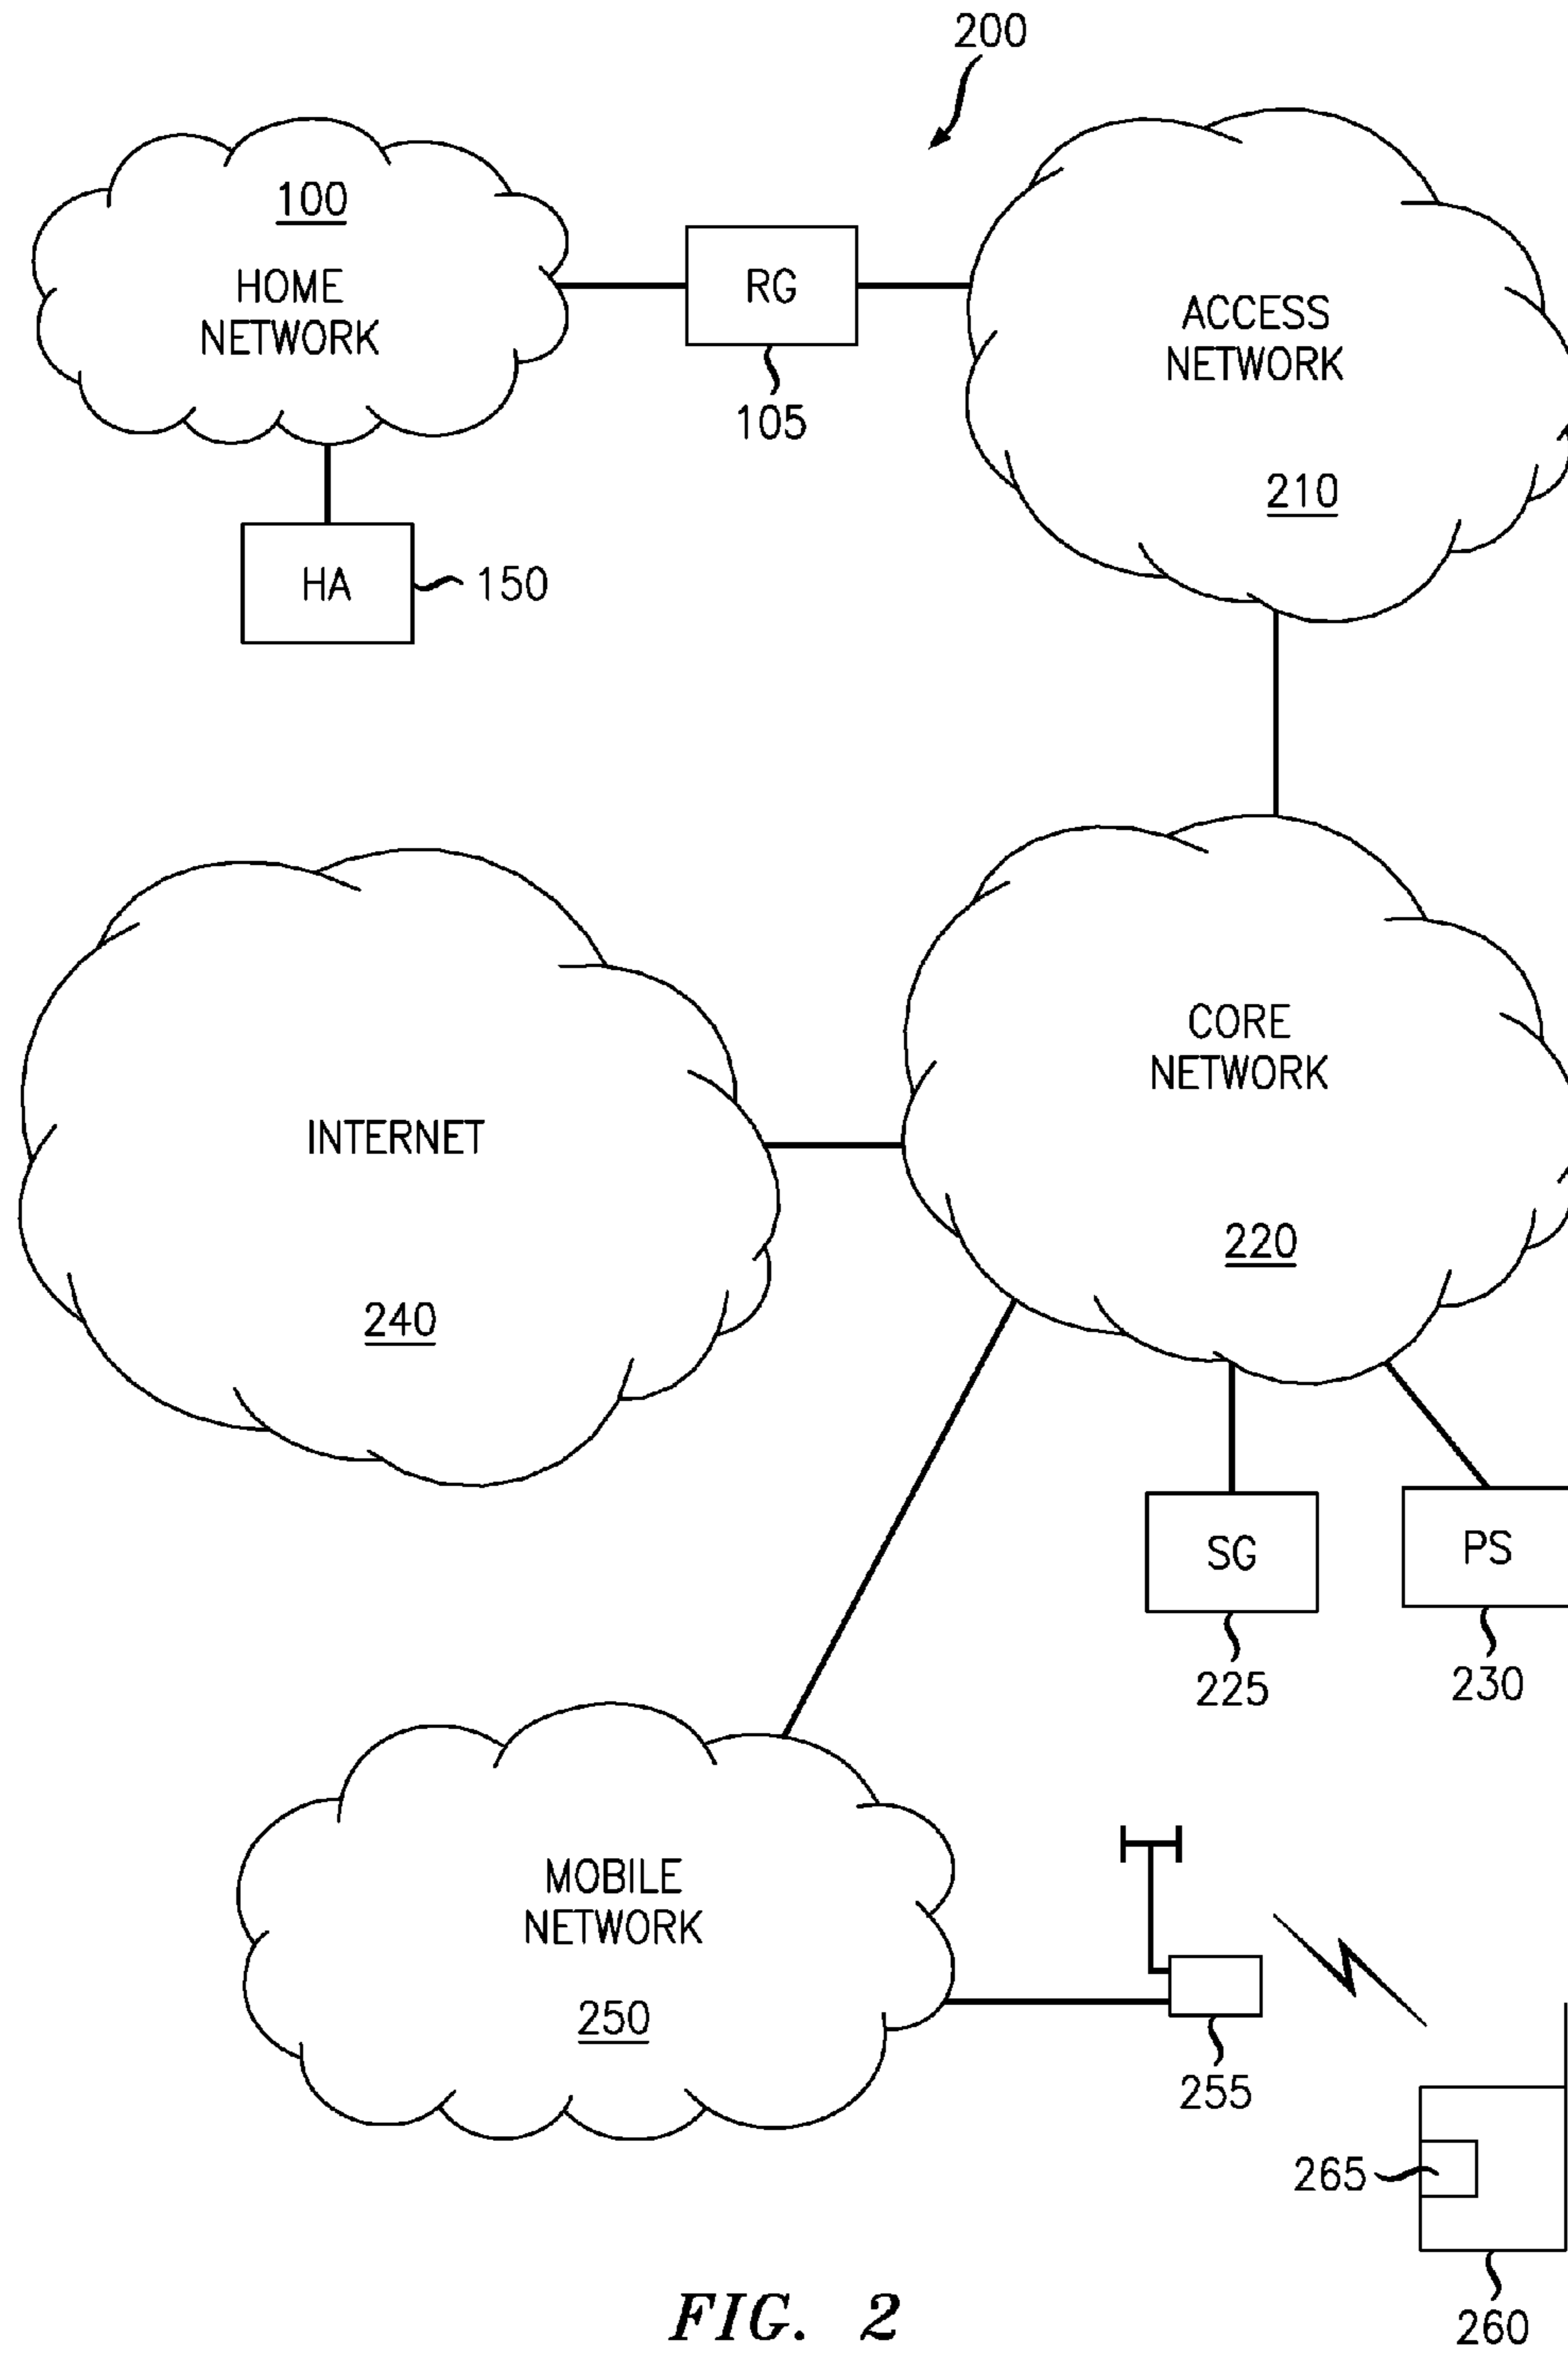 200
100
HOME
NETWORK
RG
105
ACCESS
NETWORK
210
HA
150
CORE
NETWORK
220
INTERNET
240
SG
225
PS
230
MOBILE
NETWORK
250
255
265
260
FIG. 2